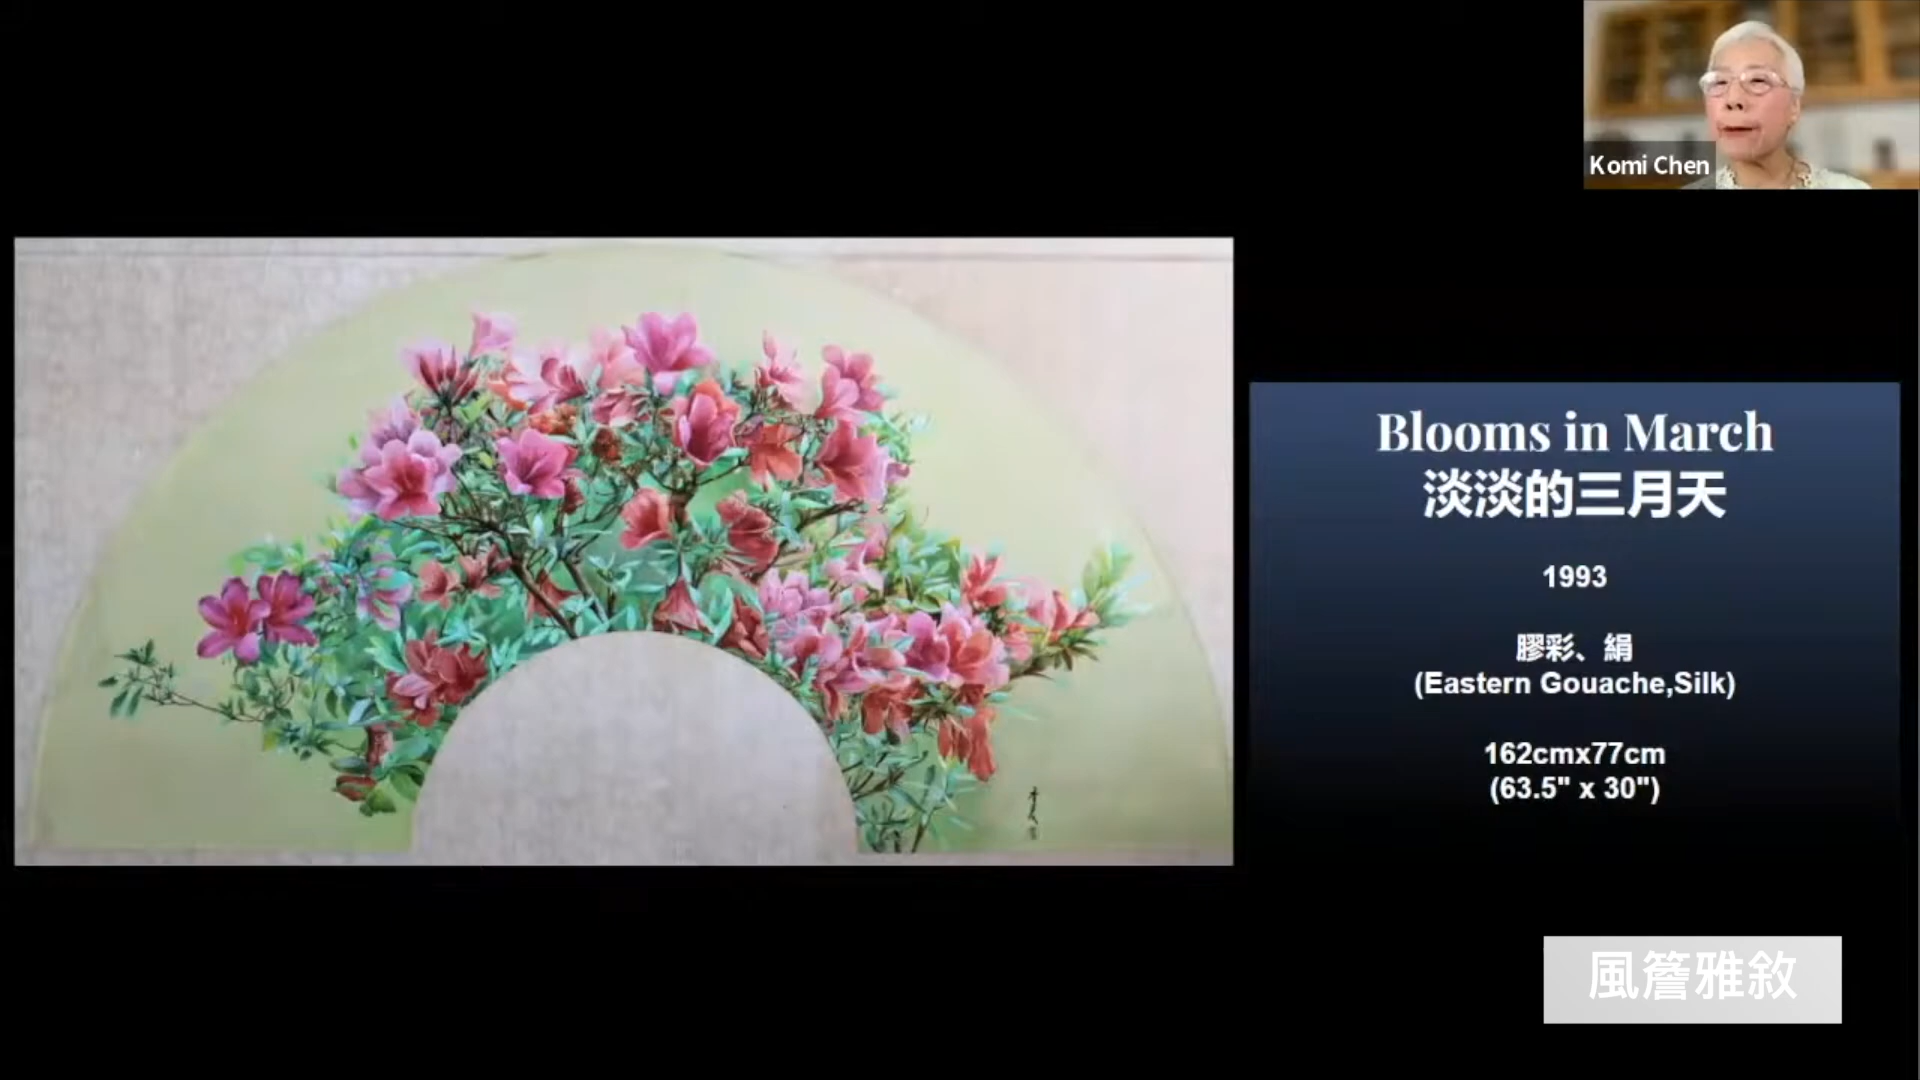 Komi Chen
Blooms in March
淡淡的三月天
1993
膠彩、絹
(Eastern Gouache,Silk)
162cmx77cm
(63.5" x 30")
風簷雅敘